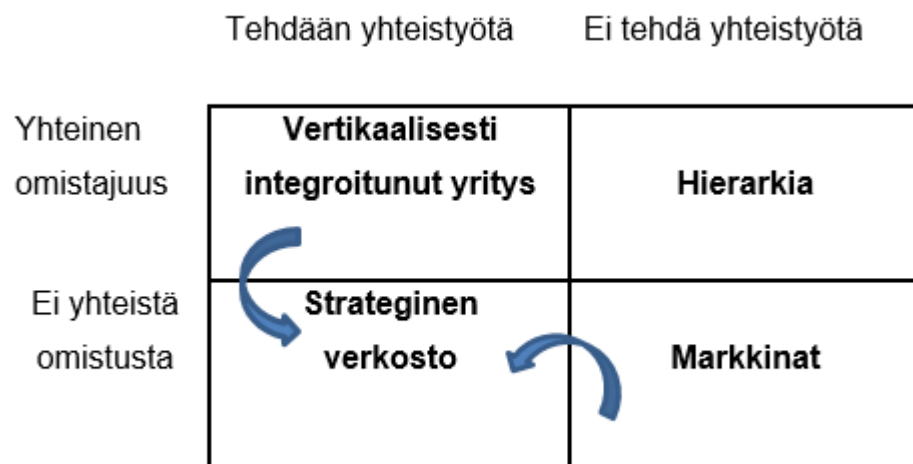 Tehdään yhteistyötä
Ei tehdä yhteistyötä
Yhteinen
omistajuus
Vertikaalisesti
integroitunut yritys
Hierarkia
Ei yhteistä
omistusta
Strateginen
verkosto
Markkinat